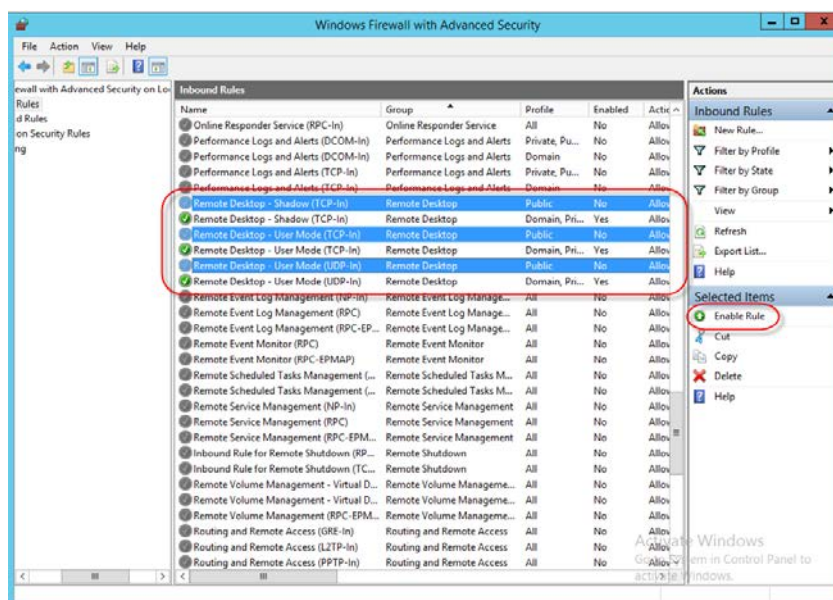 Windows Firewall with Advanced Security
File Action View Help
ewall with Advanced Security on Lo
Rules
d Rules
on Security Rules
ng
Inbound Rules
Name Group Profile Enabled Actic
Online Responder Service (RPC-In) Online Responder Service All No Allov
Performance Logs and Alerts (DCOM-In) Performance Logs and Alerts Private, Pu... No Allov
Performance Logs and Alerts (DCOM-In) Performance Logs and Alerts Domain No Allov
Performance Logs and Alerts (TCP-In) Performance Logs and Alerts Private, Pu... No Allov
Performance Logs and Alerts (TCP-In) Performance Logs and Alerts Domain No Allov
Remote Desktop - Shadow (TCP-In) Remote Desktop Public No Allov
Remote Desktop - Shadow (TCP-In) Remote Desktop Domain, Pri... Yes Allov
Remote Desktop - User Mode (TCP-In) Remote Desktop Public No Allov
Remote Desktop - User Mode (TCP-In) Remote Desktop Domain, Pri... Yes Allov
Remote Desktop - User Mode (UDP-In) Remote Desktop Public No Allov
Remote Desktop - User Mode (UDP-In) Remote Desktop Domain, Pri... Yes Allov
Remote Event Log Management (NP-In) Remote Event Log Manage... All No Allov
Remote Event Log Management (RPC) Remote Event Log Manage... All No Allov
Remote Event Log Management (RPC-EP... Remote Event Log Manage... All No Allov
Remote Event Monitor (RPC) Remote Event Monitor All No Allov
Remote Event Monitor (RPC-EPMAP) Remote Event Monitor All No Allov
Remote Scheduled Tasks Management (... Remote Scheduled Tasks M... All No Allov
Remote Scheduled Tasks Management (... Remote Scheduled Tasks M... All No Allov
Remote Service Management (NP-In) Remote Service Management All No Allov
Remote Service Management (RPC) Remote Service Management All No Allov
Remote Service Management (RPC-EPM... Remote Service Management All No Allov
Inbound Rule for Remote Shutdown (RP... Remote Shutdown All No Allov
Inbound Rule for Remote Shutdown (TC... Remote Shutdown All No Allov
Remote Volume Management - Virtual D... Remote Volume Manageme... All No Allov
Remote Volume Management - Virtual D... Remote Volume Manageme... All No Allov
Remote Volume Management (RPC-EPM... Remote Volume Manageme... All No Allov
Routing and Remote Access (GRE-In) Routing and Remote Access All No Allov
Routing and Remote Access (L2TP-In) Routing and Remote Access All No Allov
Routing and Remote Access (PPTP-In) Routing and Remote Access All No Allov
Actions
Inbound Rules
New Rule...
Filter by Profile
Filter by State
Filter by Group
View
Refresh
Export List...
Help
Selected Items
Enable Rule
Cut
Copy
Delete
Help
Activate Windows
Go to System in Control Panel to
activate Windows.